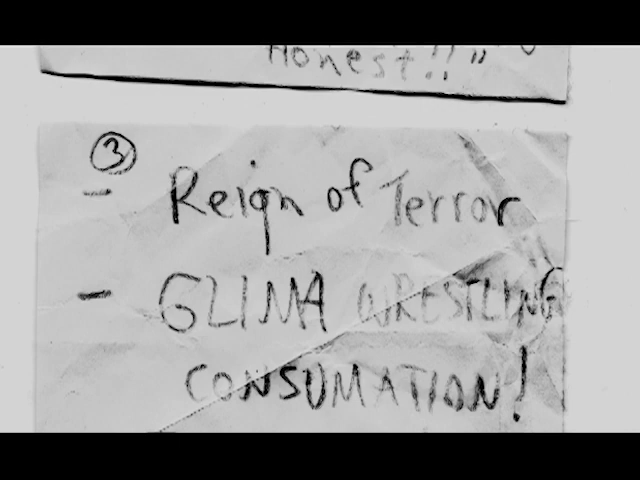 Honest!!"
③
- Reign of Terror
- GLIMA WRESTLING
CONSUMATION!